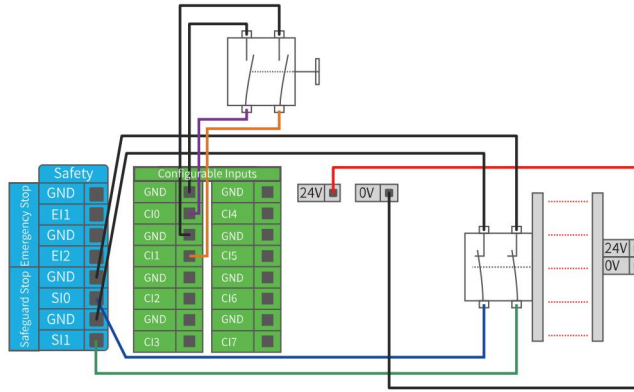 Safety
Emergency Stop
GND
EI1
GND
EI2
Safeguard Stop
GND
SI0
GND
SI1
Configurable Inputs
GND GND
CI0 CI4
GND GND
CI1 CI5
GND GND
CI2 CI6
GND GND
CI3 CI7
24V 0V
24V
0V